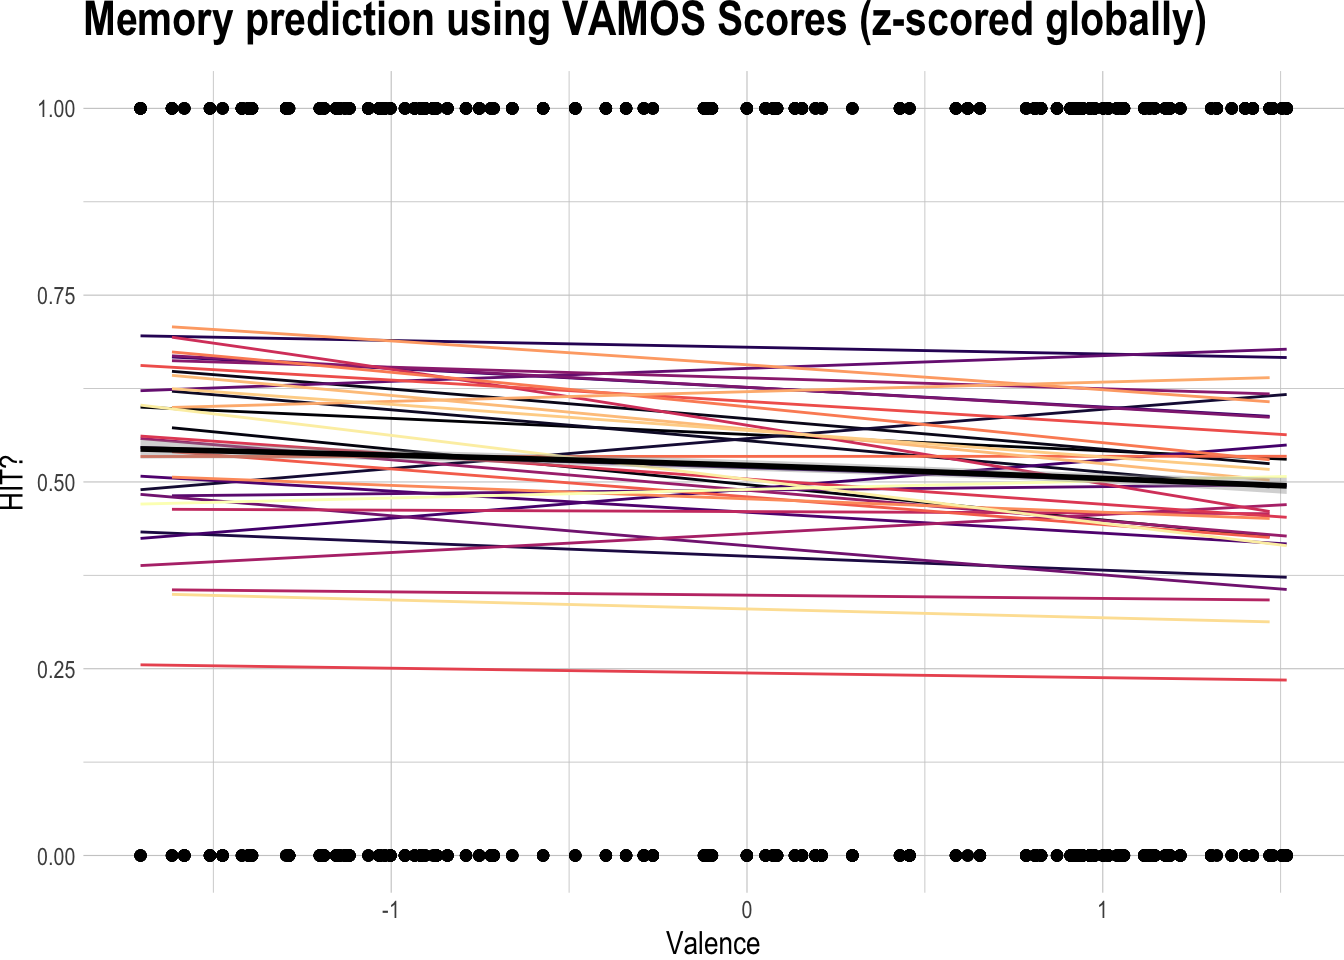 Memory prediction using VAMOS Scores (z-scored globally)
1.00
0.75
0.50
0.25
0.00
HIT?
-1
0
1
Valence